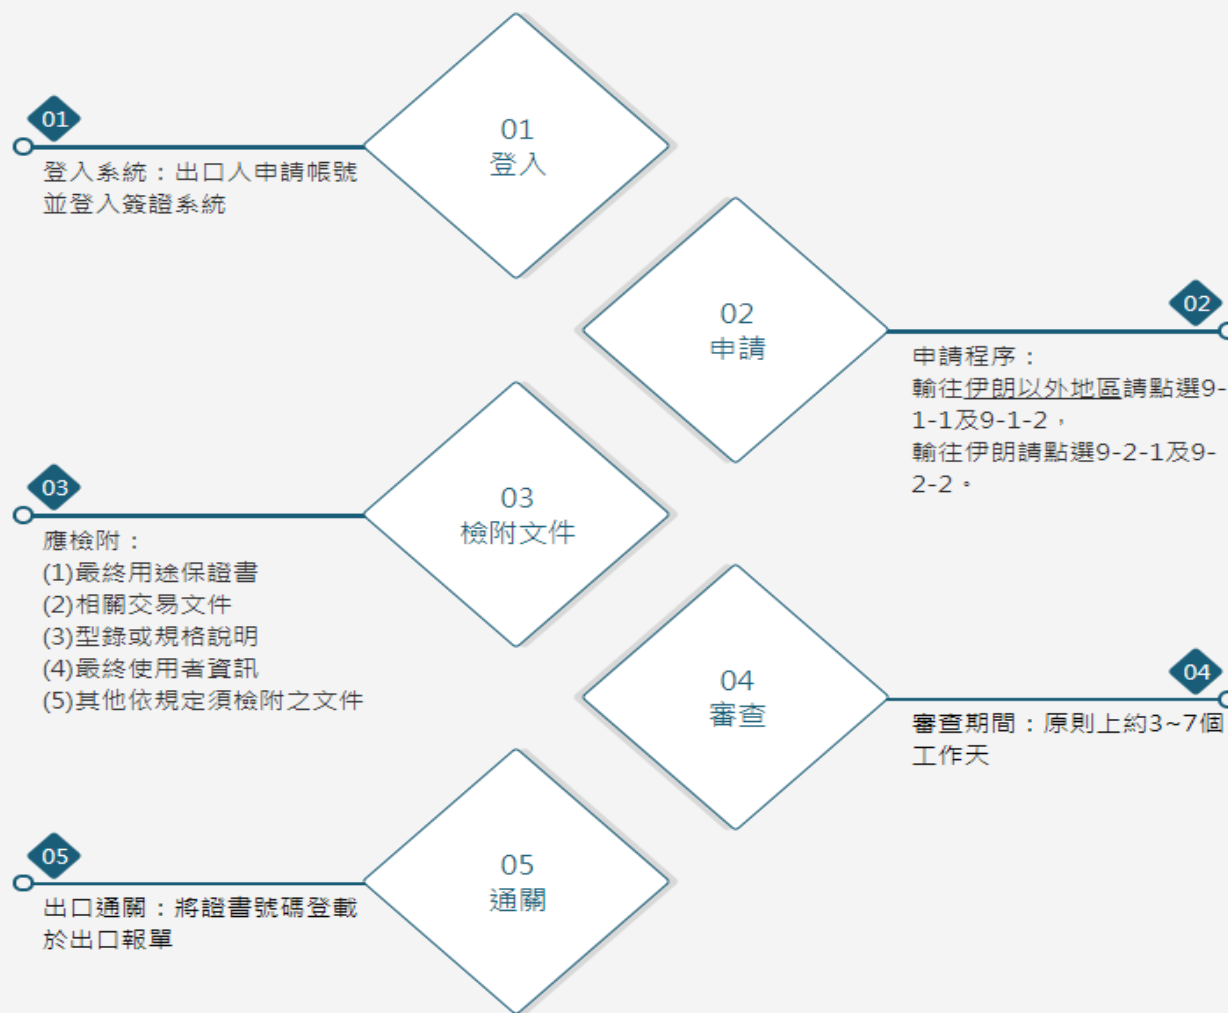 01
登入
01
登入系統：出口人申請帳號
並登入簽證系統
02
申請
02
申請程序：
輸往伊朗以外地區請點選9-
1-1及9-1-2，
輸往伊朗請點選9-2-1及9-
2-2。
03
檢附文件
03
應檢附：
(1)最終用途保證書
(2)相關交易文件
(3)型錄或規格說明
(4)最終使用者資訊
(5)其他依規定須檢附之文件
04
審查
04
審查期間：原則上約3~7個
工作天
05
通關
05
出口通關：將證書號碼登載
於出口報單